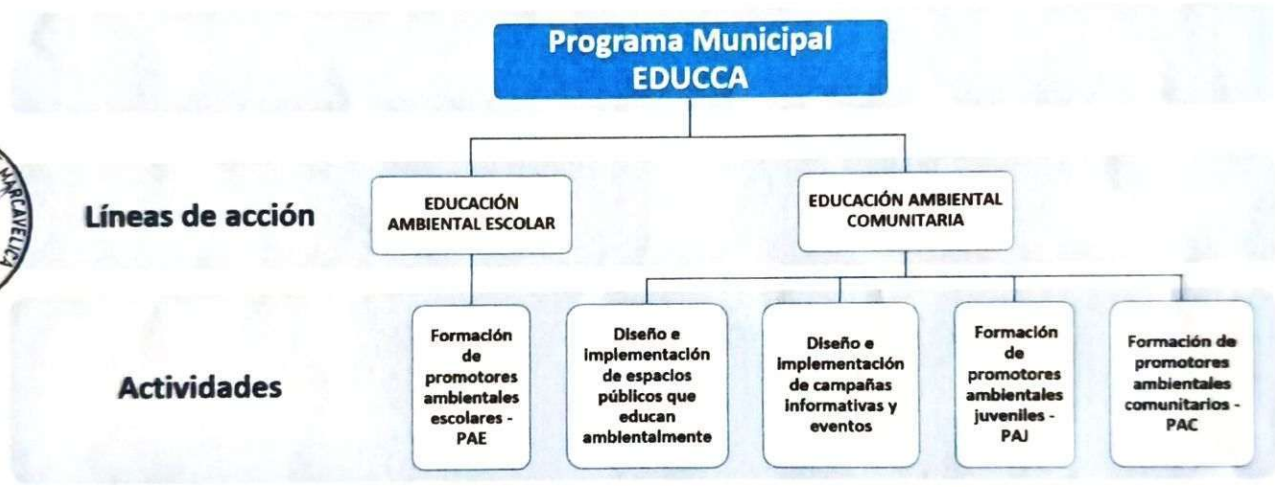 Programa Municipal
EDUCCA
MARCAVELICA
Líneas de acción
EDUCACIÓN
AMBIENTAL ESCOLAR
EDUCACIÓN AMBIENTAL
COMUNITARIA
Actividades
Formación
de
promotores
ambientales
escolares -
PAE
Diseño e
implementación
de espacios
públicos que
educan
ambientalmente
Diseño e
implementación
de campañas
informativas y
eventos
Formación
de
promotores
ambientales
juveniles -
PAJ
Formación de
promotores
ambientales
comunitarios -
PAC